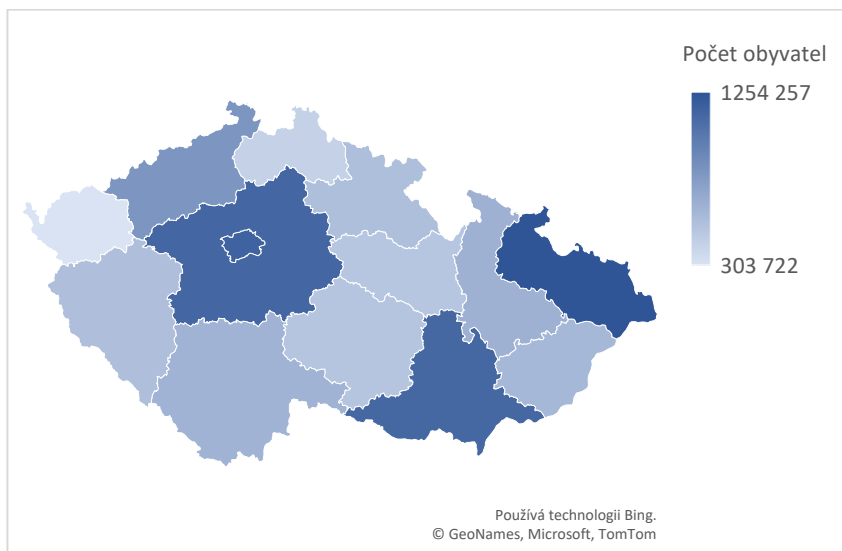 Počet obyvatel
1254 257
303 722
Používá technologii Bing.
© GeoNames, Microsoft, TomTom